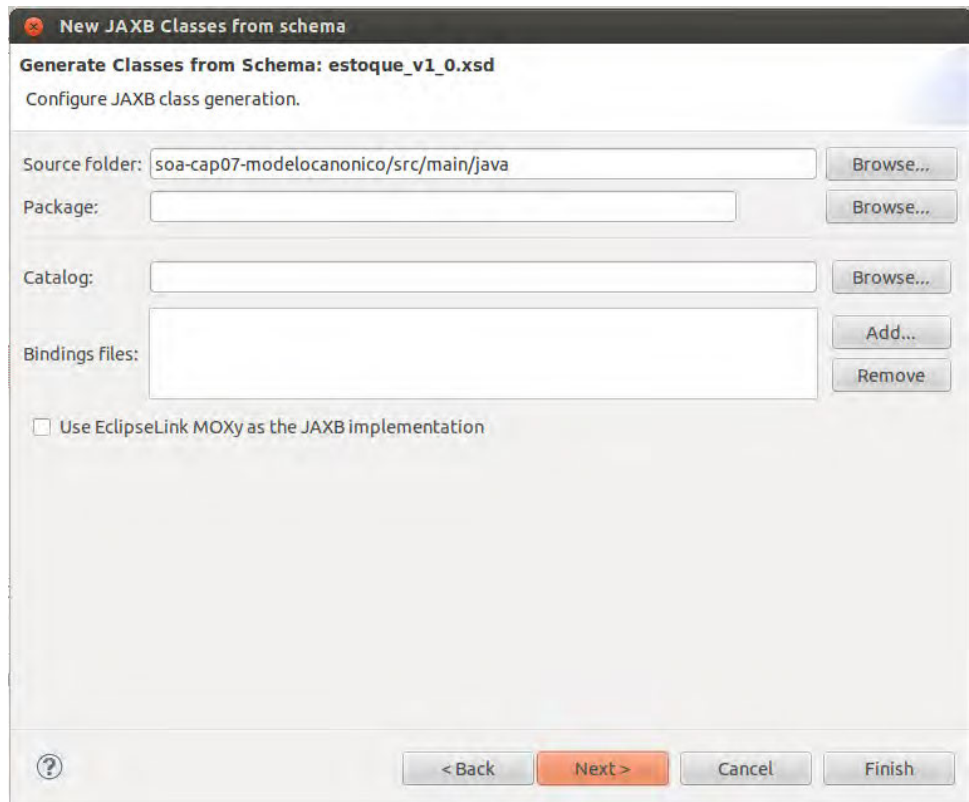 New JAXB Classes from schema
Generate Classes from Schema: estoque_v1_0.xsd
Configure JAXB class generation.
Source folder: soa-cap07-modelocanonico/src/main/java Browse...
Package: Browse...
Catalog: Browse...
Bindings files: Add...
Remove
Use EclipseLink MOXy as the JAXB implementation
? < Back Next > Cancel Finish